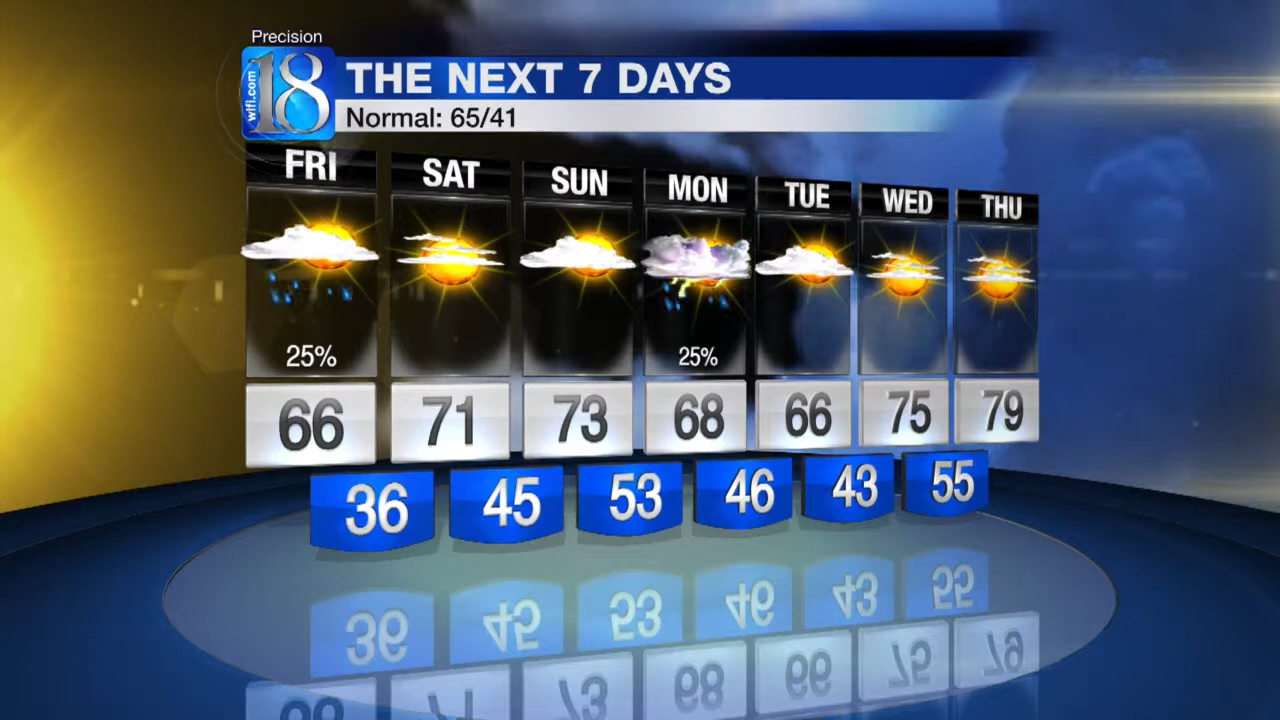 Precision
wlfi.com
18
THE NEXT 7 DAYS
Normal: 65/41
FRI SAT SUN MON TUE WED THU
25% 25%
66 71 73 68 66 75 79
36 45 53 46 43 55